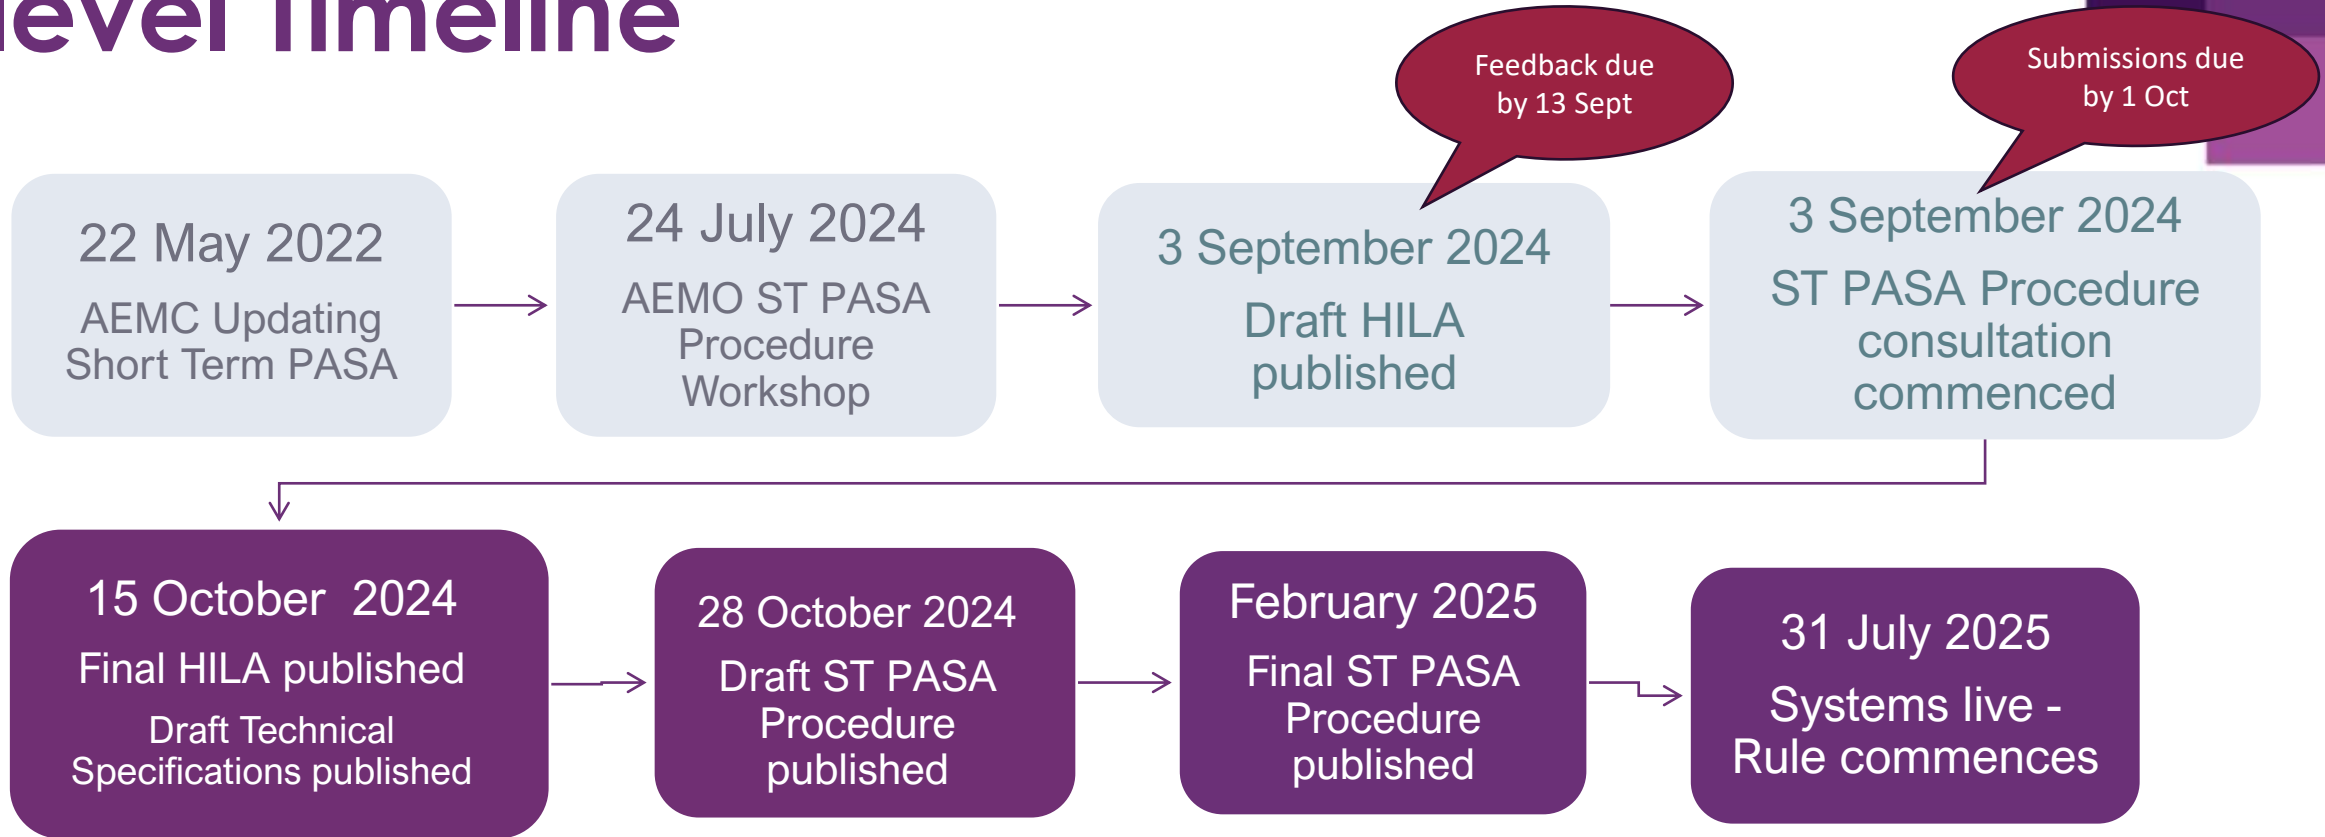 level timeline
Feedback due
by 13 Sept
Submissions due
by 1 Oct
22 May 2022
AEMC Updating
Short Term PASA
24 July 2024
AEMO ST PASA
Procedure
Workshop
3 September 2024
Draft HILA
published
3 September 2024
ST PASA Procedure
consultation
commenced
15 October 2024
Final HILA published
Draft Technical
Specifications published
28 October 2024
Draft ST PASA
Procedure
published
February 2025
Final ST PASA
Procedure
published
31 July 2025
Systems live -
Rule commences